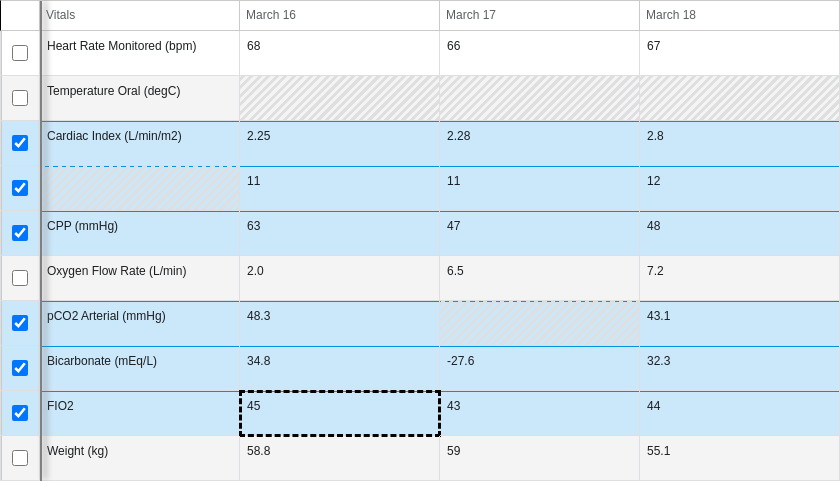 Vitals March 16 March 17 March 18
Heart Rate Monitored (bpm) 68 66 67
Temperature Oral (degC)
Cardiac Index (L/min/m2) 2.25 2.28 2.8
11 11 12
CPP (mmHg) 63 47 48
Oxygen Flow Rate (L/min) 2.0 6.5 7.2
pCO2 Arterial (mmHg) 48.3 43.1
Bicarbonate (mEq/L) 34.8 -27.6 32.3
FIO2 45 43 44
Weight (kg) 58.8 59 55.1